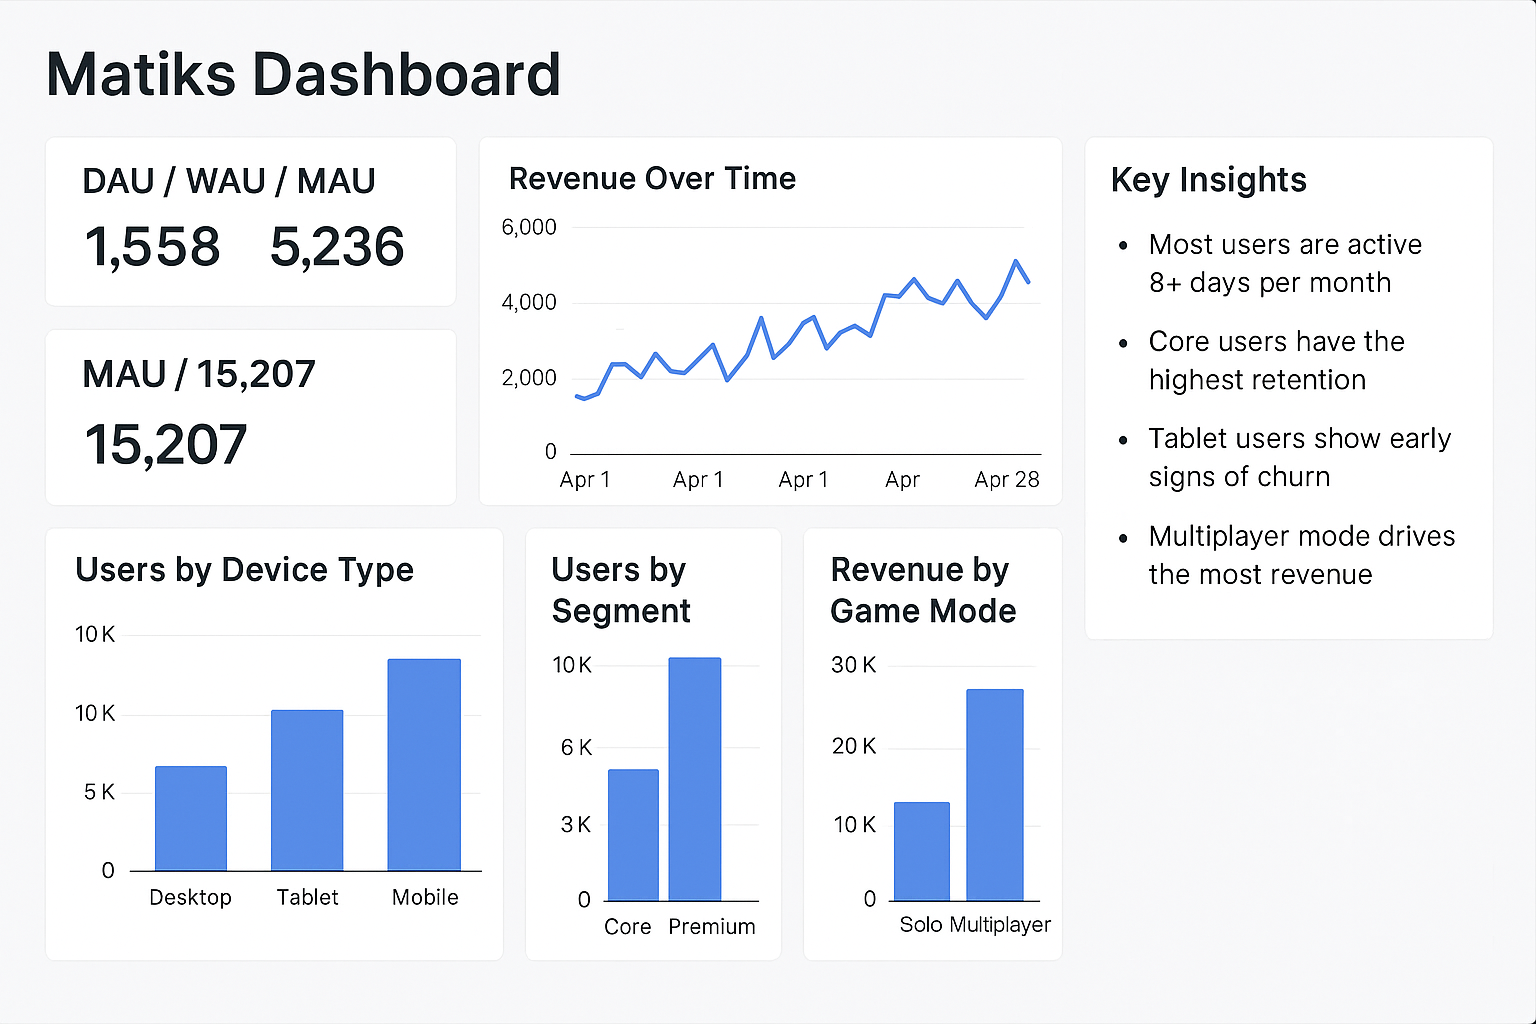 Matiks Dashboard
DAU / WAU / MAU
1,558 5,236
MAU / 15,207
15,207
Revenue Over Time
6,000
4,000
2,000
0
Apr 1 Apr 1 Apr 1 Apr Apr 28
Key Insights
• Most users are active
8+ days per month
• Core users have the
highest retention
• Tablet users show early
signs of churn
• Multiplayer mode drives
the most revenue
Users by Device Type
10 K
10 K
5 K
0
Desktop Tablet Mobile
Users by
Segment
10 K
6 K
3 K
0
Core Premium
Revenue by
Game Mode
30 K
20 K
10 K
0
Solo Multiplayer